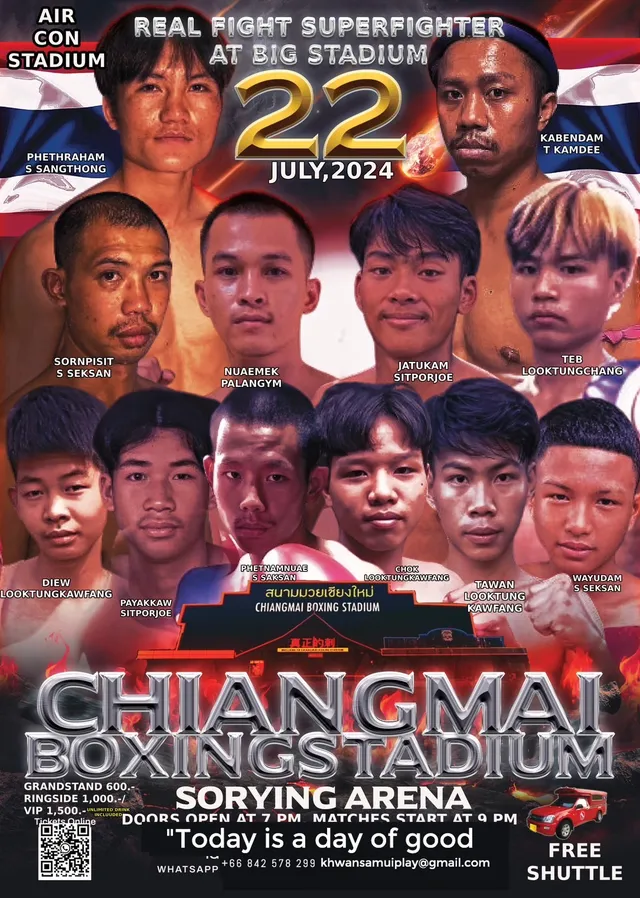 AIR
CON
STADIUM
REAL FIGHT SUPERFIGHTER
AT BIG STADIUM
22
JULY,2024
PHETHRAHAM
S SANGTHONG
KABENDAM
T KAMDEE
SORNPISIT
S SEKSAN
NUAEMEK
PALANGYM
JATUKAM
SITPORJOE
TEB
LOOKTUNGCHANG
DIEW
LOOKTUNGKAWFANG
PAYAKKAW
SITPORJOE
PHETNAMNUAE
S SAKSAN
CHOK
LOOKTUNGKAWFANG
TAWAN
LOOKTUNG
KAWFANG
WAYUDAM
S SEKSAN
สนามมวยเชียงใหม่
CHIANGMAI BOXING STADIUM
CHIANGMAI
BOXINGSTADIUM
GRANDSTAND 600.-
RINGSIDE 1,000.-/
VIP 1,500.-
UNLIMITED DRINK
INCLUUDED
Tickets Online
SORYING ARENA
DOORS OPEN AT 7 PM, MATCHES START AT 9 PM
"Today is a day of good
WHATSAPP +66 842 578 299 khwansamuiplay@gmail.com
FREE
SHUTTLE